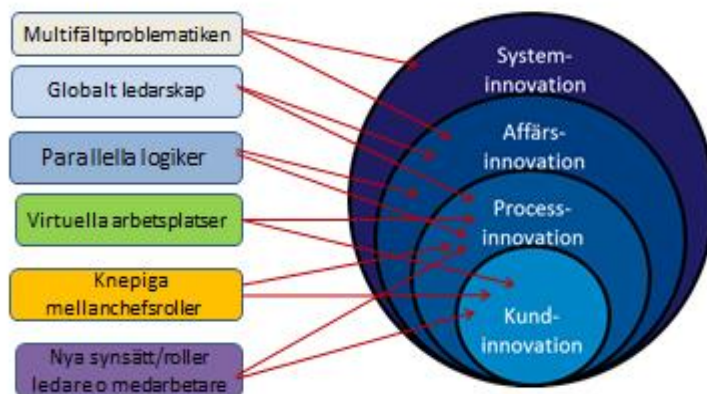 Multifältproblematiken
Globalt ledarskap
Parallella logiker
Virtuella arbetsplatser
Knepiga
mellanchefsroller
Nya synsätt/roller
ledare o medarbetare
System-
innovation
Affärs-
innovation
Process-
innovation
Kund-
innovation